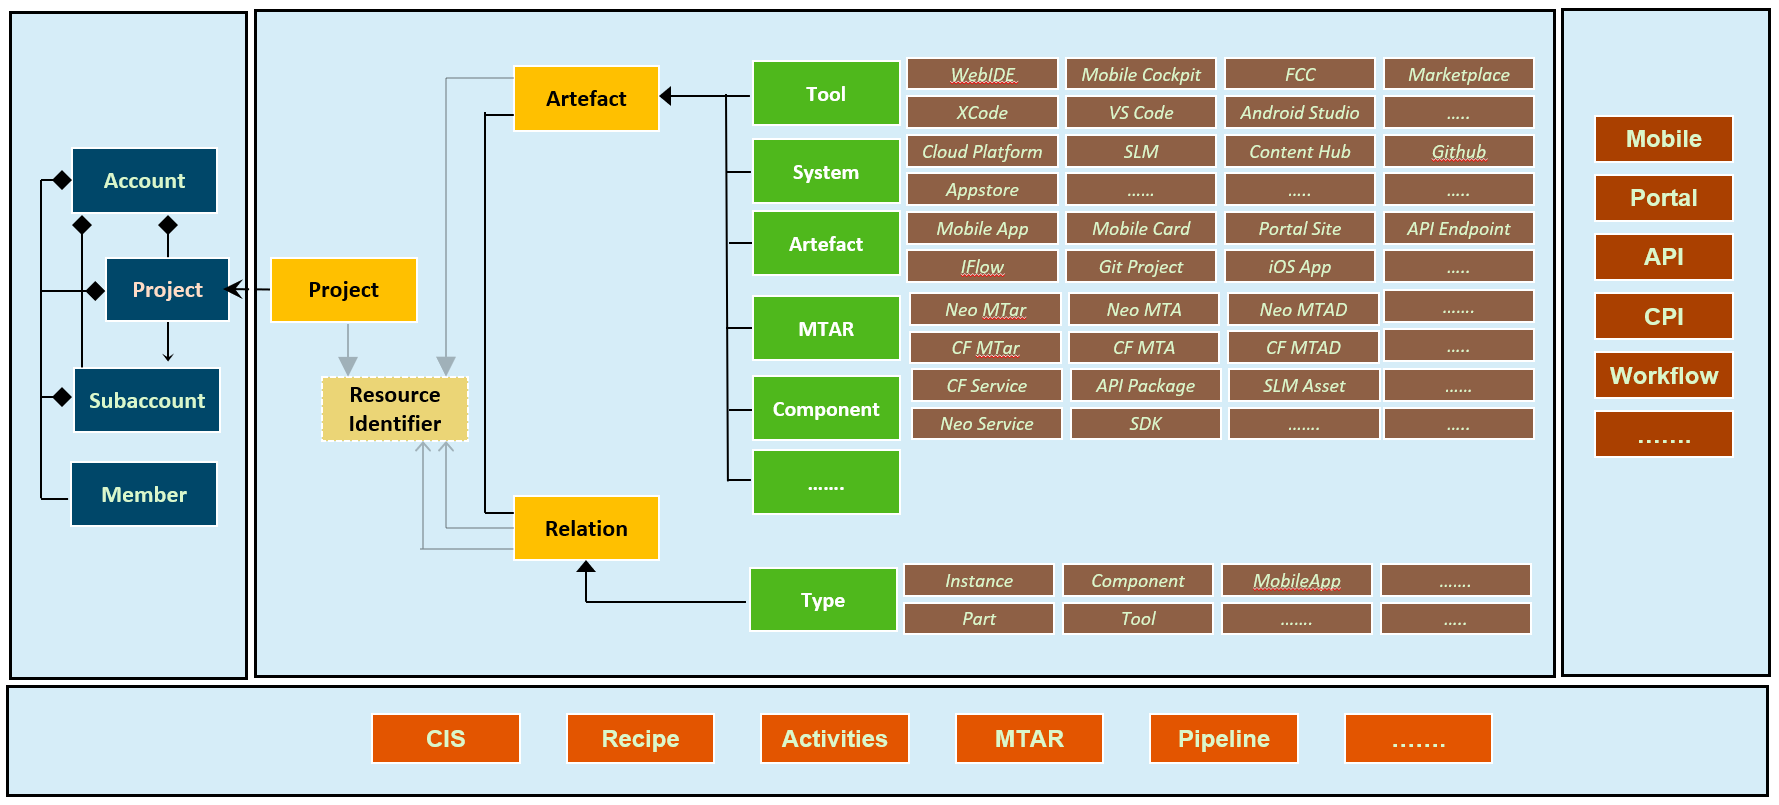 Account
Project
Subaccount
Member
Project
Resource
Identifier
Artefact
Relation
Tool
WebIDE
Mobile Cockpit
FCC
Marketplace
XCode
VS Code
Android Studio
.....
System
Cloud Platform
SLM
Content Hub
Github
Appstore
......
.....
.....
Artefact
Mobile App
Mobile Card
Portal Site
API Endpoint
IFlow
Git Project
iOS App
.....
MTAR
Neo MTar
Neo MTA
Neo MTAD
.......
CF MTar
CF MTA
CF MTAD
.....
Component
CF Service
API Package
SLM Asset
......
Neo Service
SDK
.......
.....
.......
Type
Instance
Component
MobileApp
.......
Part
Tool
.......
.....
Mobile
Portal
API
CPI
Workflow
.......
CIS
Recipe
Activities
MTAR
Pipeline
.......